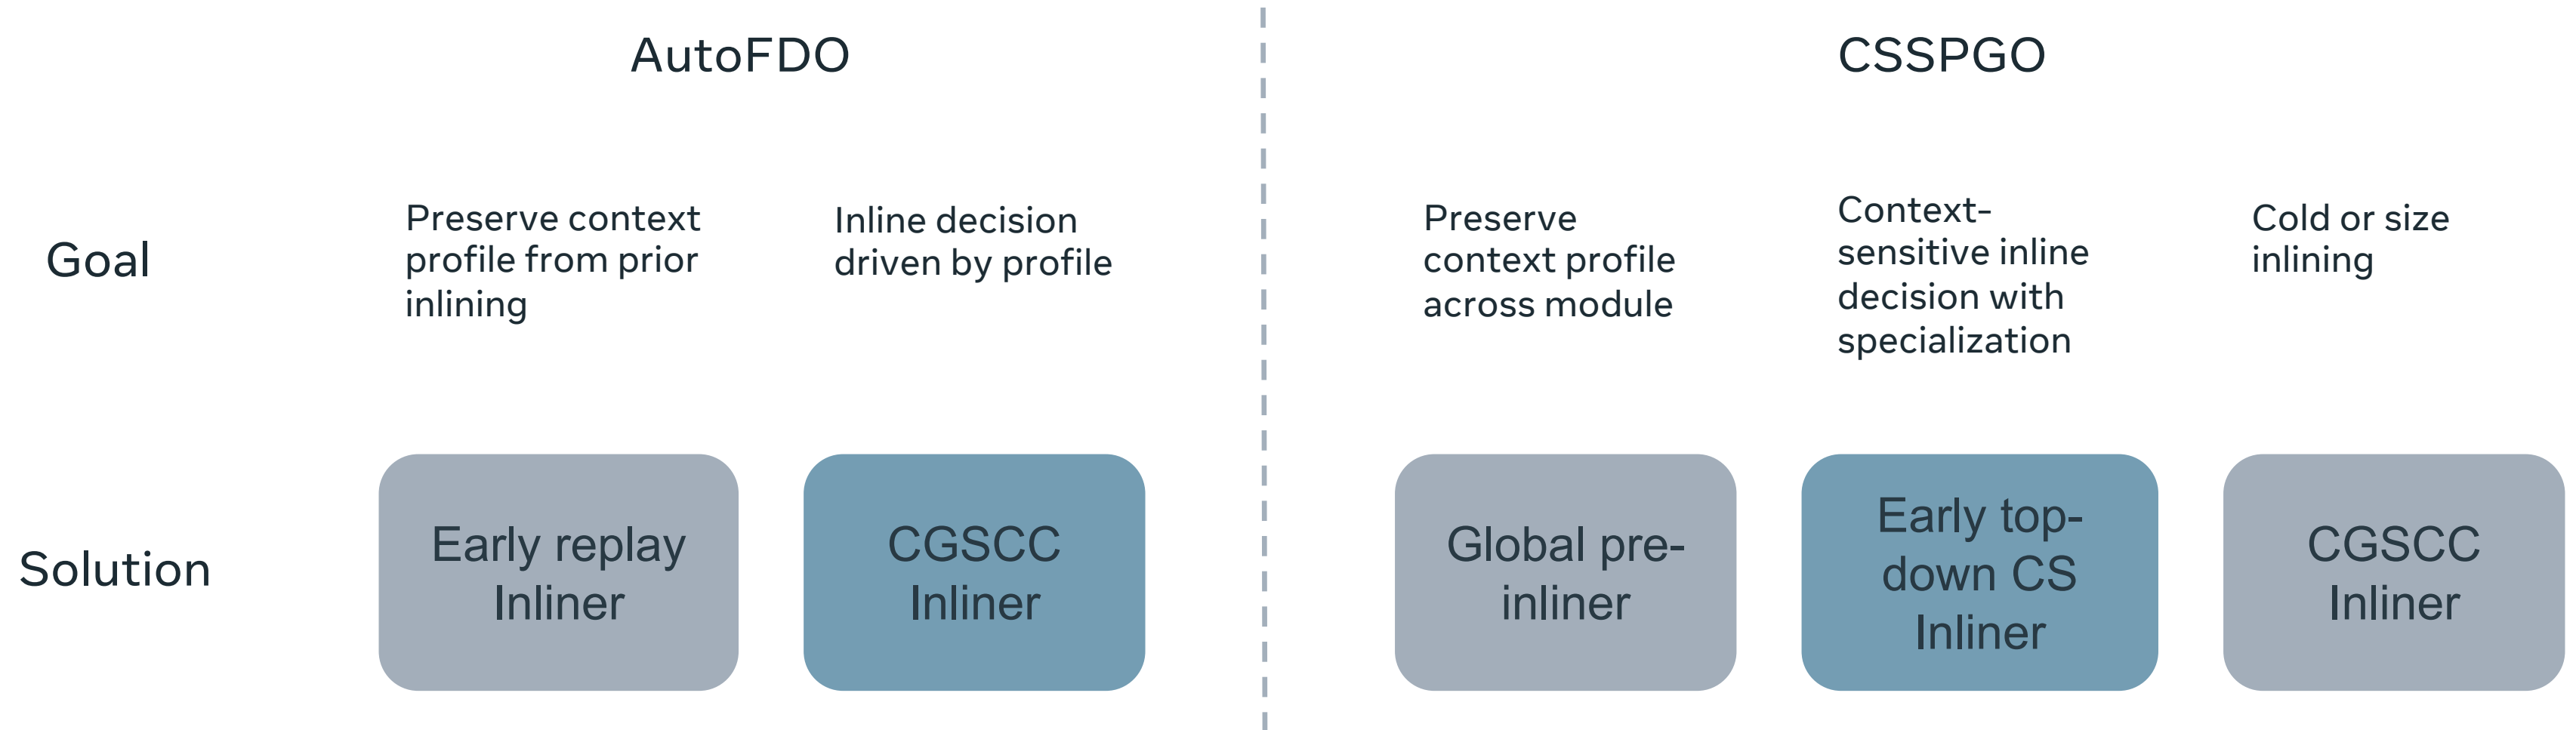 AutoFDO
CSSPGO
Goal
Preserve context
profile from prior
inlining
Inline decision
driven by profile
Preserve
context profile
across module
Context-
sensitive inline
decision with
specialization
Cold or size
inlining
Solution
Early replay
Inliner
CGSCC
Inliner
Global pre-
inliner
Early top-
down CS
Inliner
CGSCC
Inliner